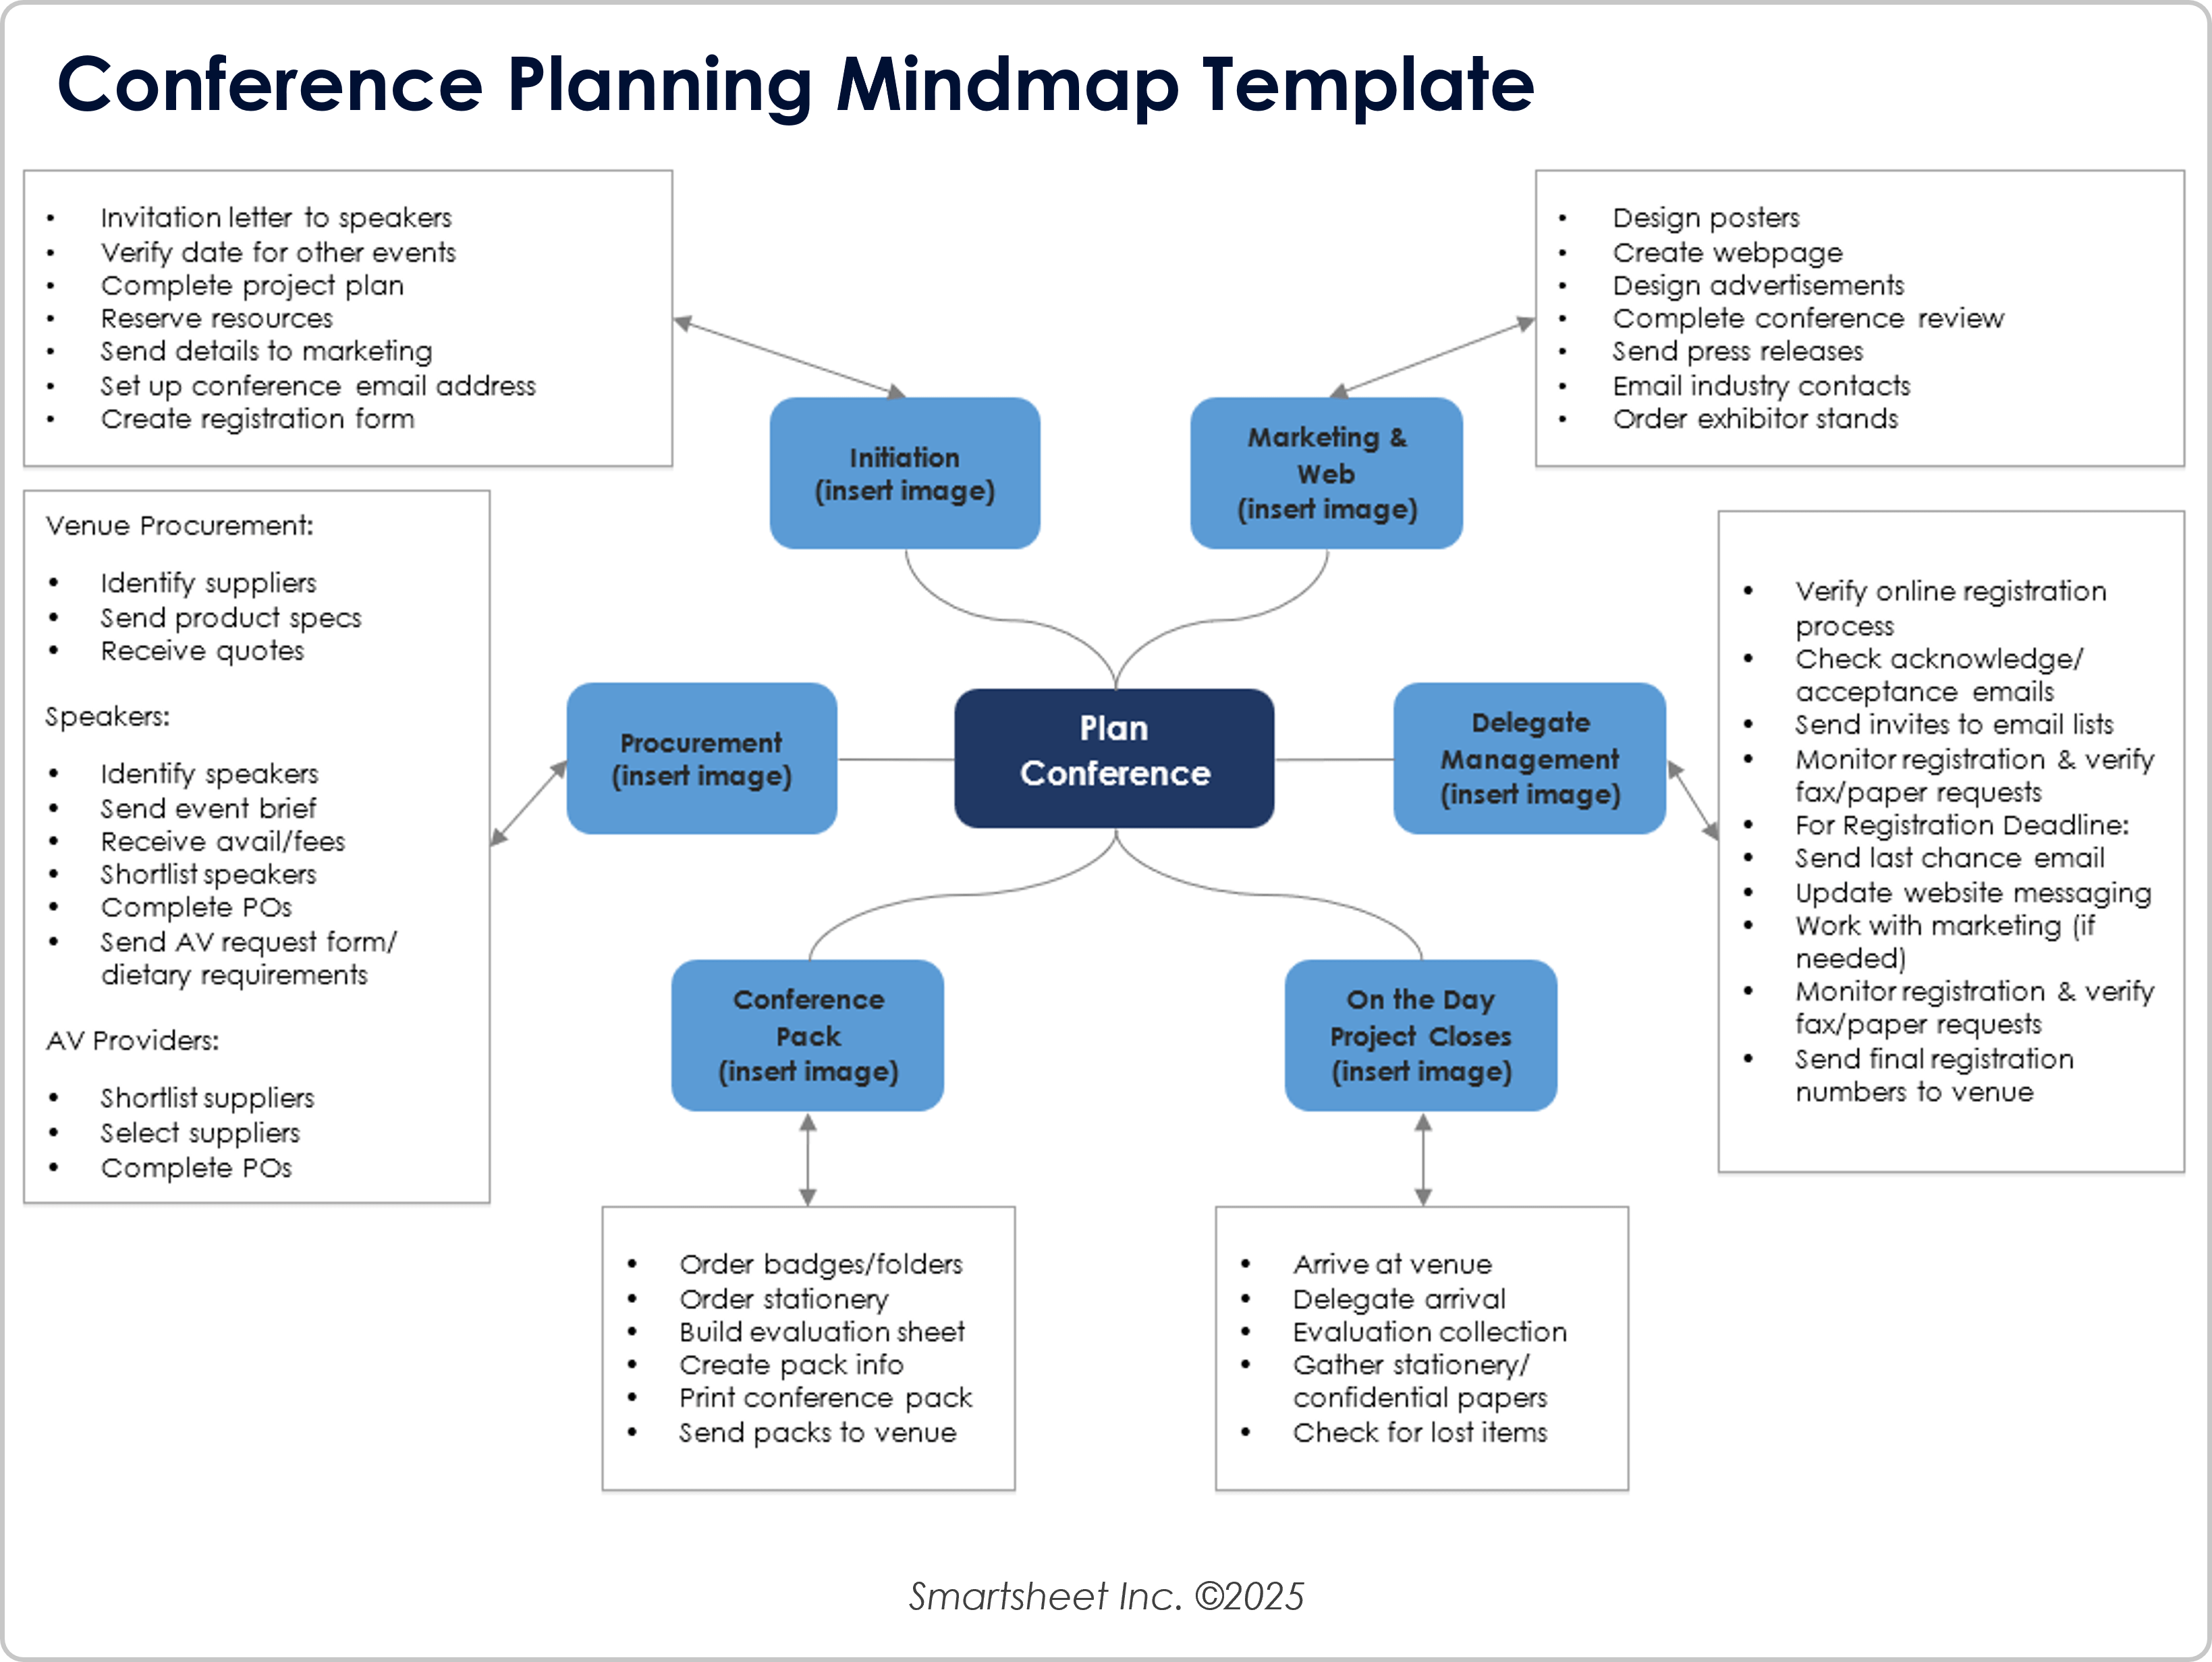 Conference Planning Mindmap Template
• Invitation letter to speakers
• Verify date for other events
• Complete project plan
• Reserve resources
• Send details to marketing
• Set up conference email address
• Create registration form
• Design posters
• Create webpage
• Design advertisements
• Complete conference review
• Send press releases
• Email industry contacts
• Order exhibitor stands
Initiation
(insert image)
Marketing &
Web
(insert image)
Venue Procurement:
• Identify suppliers
• Send product specs
• Receive quotes
Speakers:
• Identify speakers
• Send event brief
• Receive avail/fees
• Shortlist speakers
• Complete POs
• Send AV request form/
dietary requirements
AV Providers:
• Shortlist suppliers
• Select suppliers
• Complete POs
Procurement
(insert image)
Plan
Conference
Delegate
Management
(insert image)
• Verify online registration
process
• Check acknowledge/
acceptance emails
• Send invites to email lists
• Monitor registration & verify
fax/paper requests
• For Registration Deadline:
• Send last chance email
• Update website messaging
• Work with marketing (if
needed)
• Monitor registration & verify
fax/paper requests
• Send final registration
numbers to venue
Conference
Pack
(insert image)
On the Day
Project Closes
(insert image)
• Order badges/folders
• Order stationery
• Build evaluation sheet
• Create pack info
• Print conference pack
• Send packs to venue
• Arrive at venue
• Delegate arrival
• Evaluation collection
• Gather stationery/
confidential papers
• Check for lost items
Smartsheet Inc. ©2025